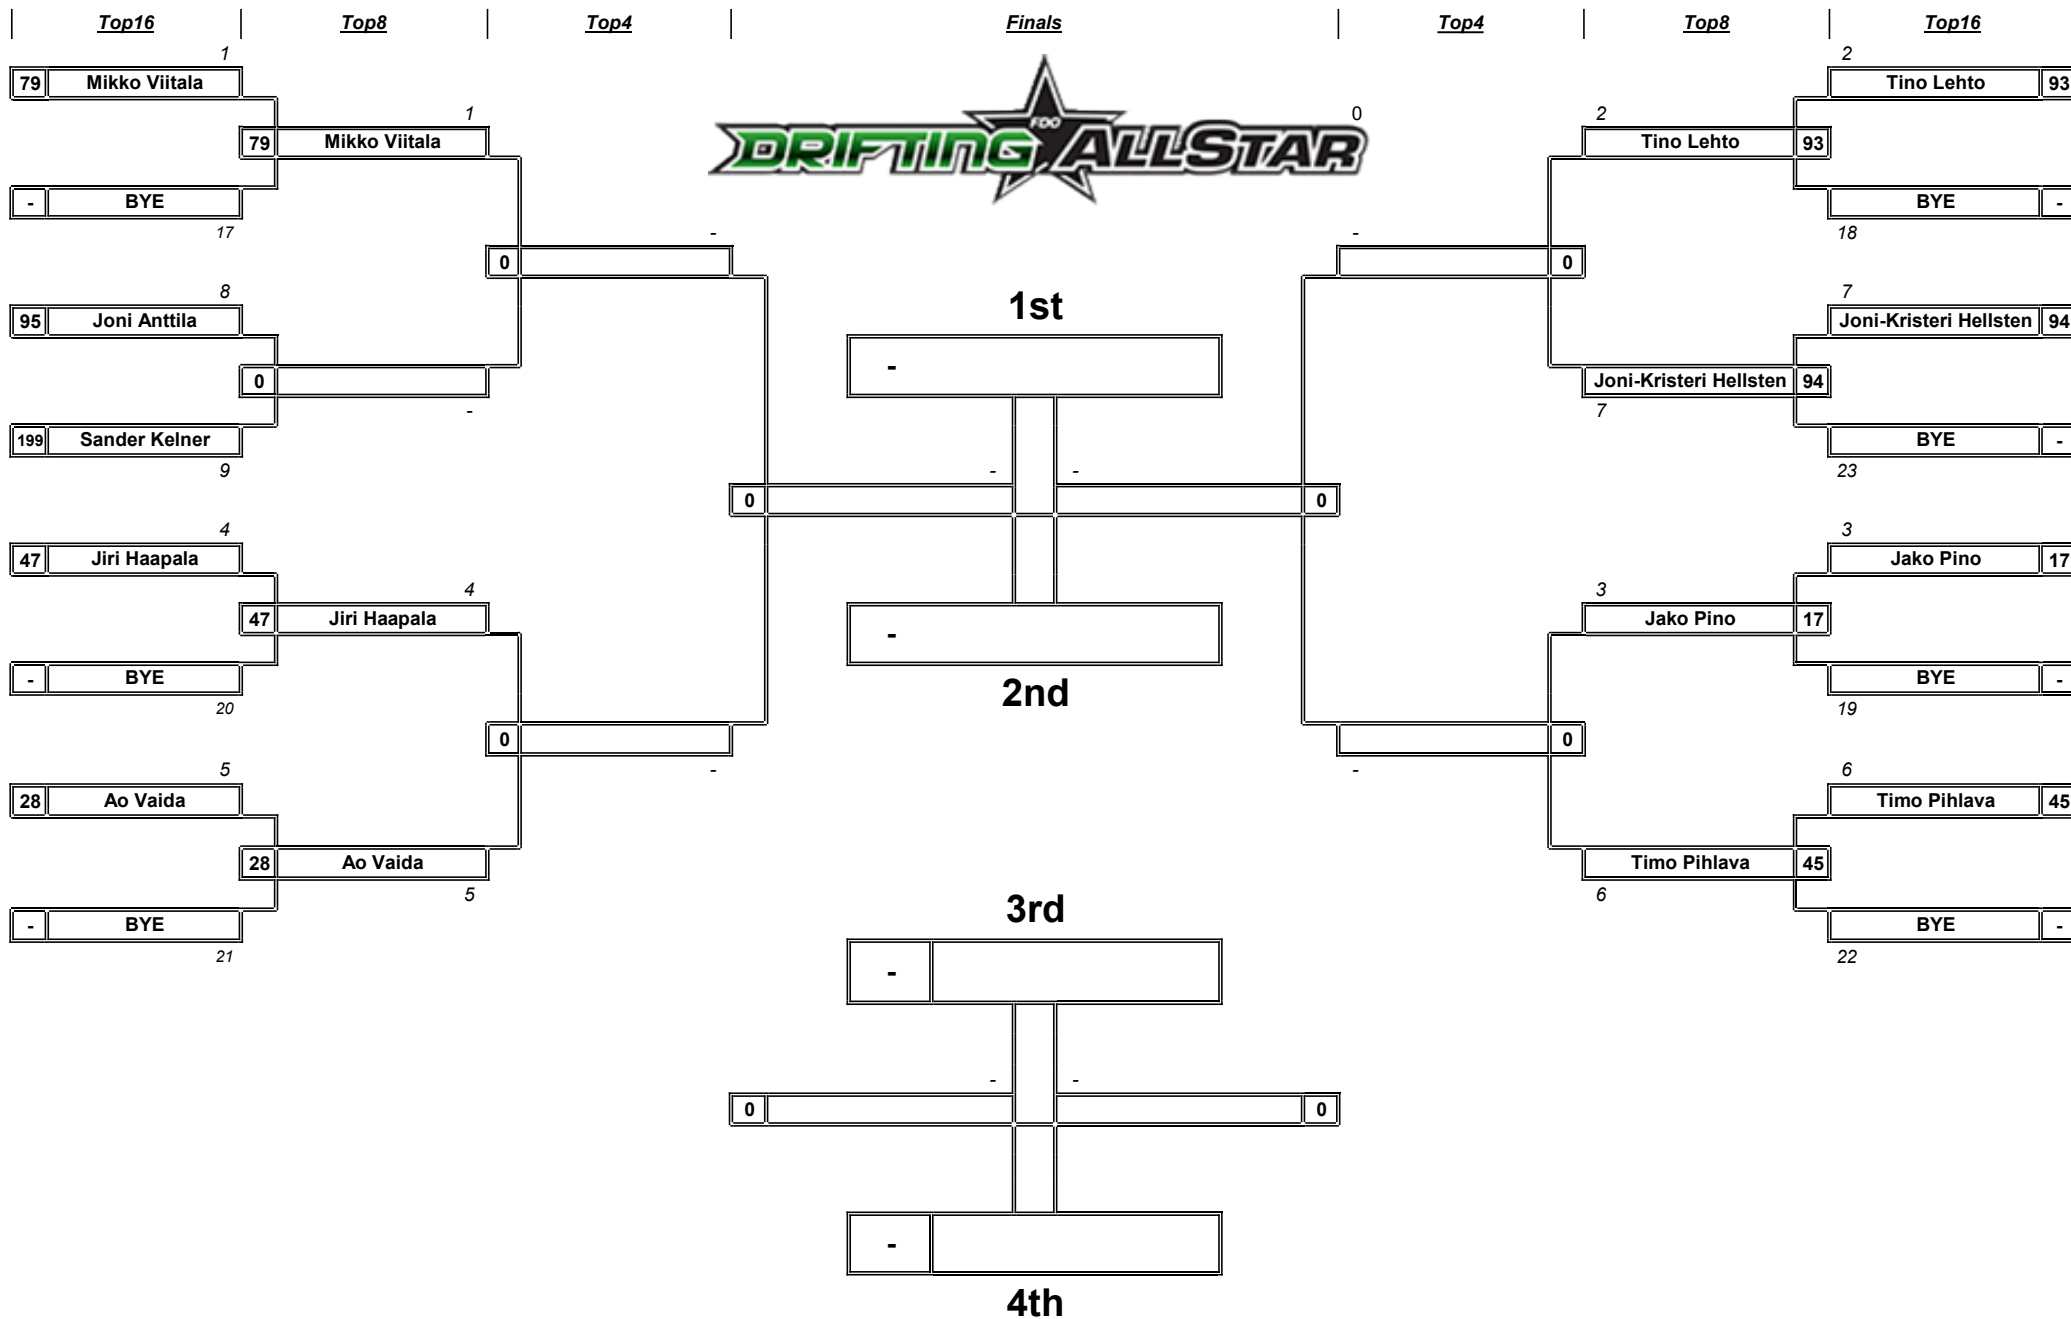 Top16 Top8 Top4 Finals Top4 Top8 Top16
1 2
79 Mikko Viitala Tino Lehto 93
1 0 2
79 Mikko Viitala FDO Tino Lehto 93
DRIFTING ALLSTAR
- BYE BYE -
17 - - 18
0 0
8 1st 7
95 Joni Anttila Joni-Kristeri Hellsten 94
-
0 Joni-Kristeri Hellsten 94
- 7
199 Sander Kelner BYE -
9 - - 23
0 0
4 3
47 Jiri Haapala Jako Pino 17
4 3
47 Jiri Haapala - Jako Pino 17
- BYE BYE -
2nd
20 19
0 0
5 - - 6
28 Ao Vaida Timo Pihlava 45
28 Ao Vaida Timo Pihlava 45
5 6
3rd
- BYE BYE -
21 22
-
- -
0 0
-
4th